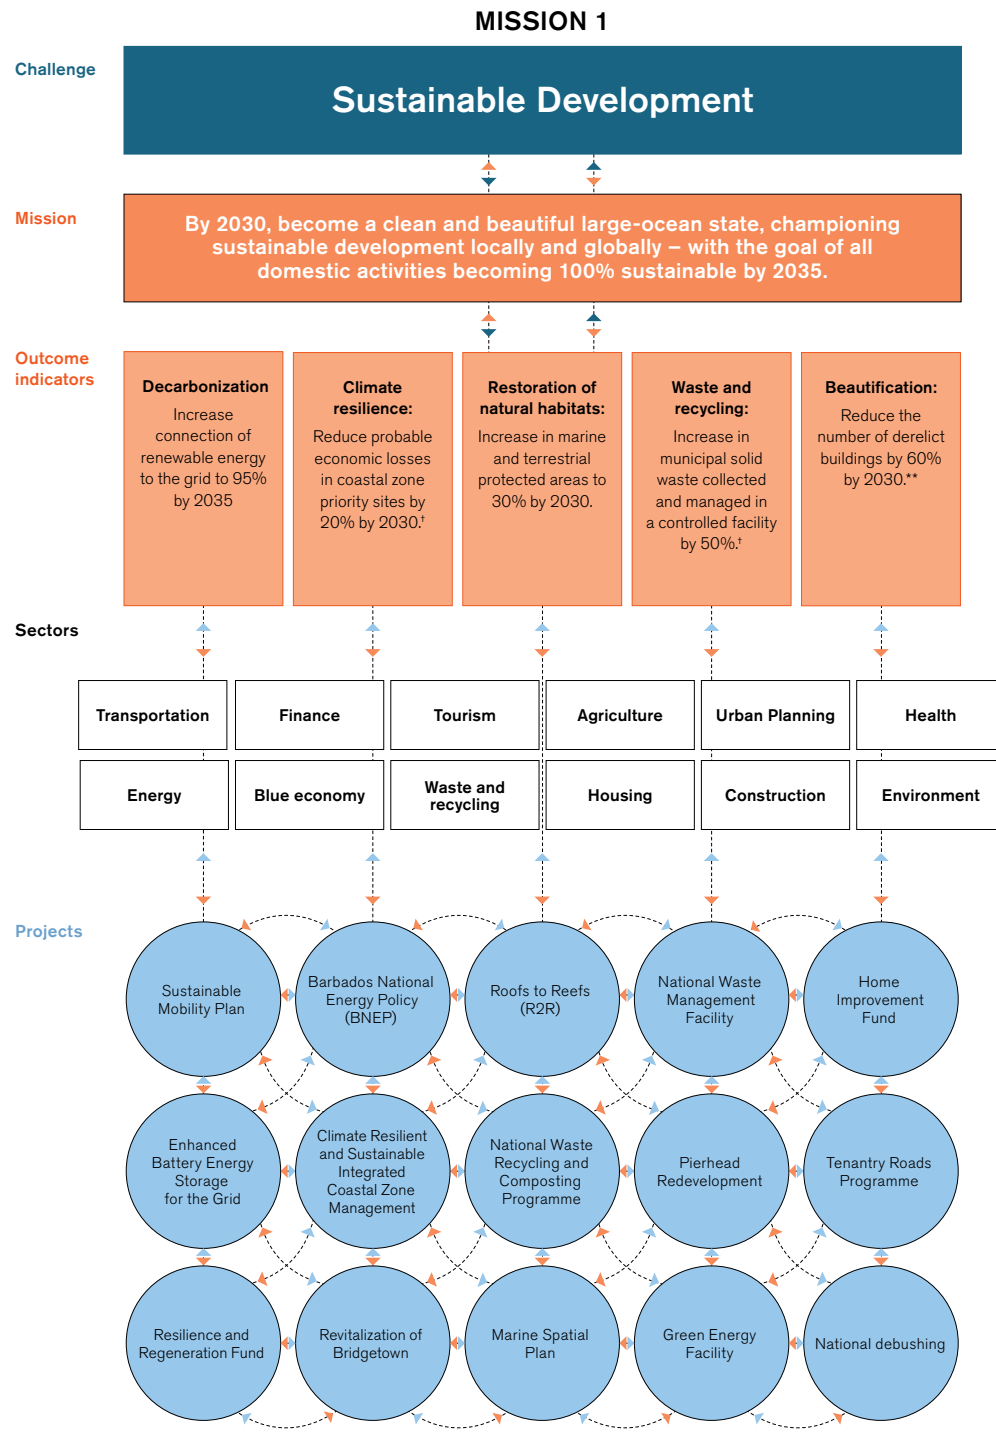 MISSION 1
Challenge
Sustainable Development
Mission
By 2030, become a clean and beautiful large-ocean state, championing
sustainable development locally and globally – with the goal of all
domestic activities becoming 100% sustainable by 2035.
Outcome
indicators
Decarbonization
Increase
connection of
renewable energy
to the grid to 95%
by 2035
Climate
resilience:
Reduce probable
economic losses
in coastal zone
priority sites by
20% by 2030.†
Restoration of
natural habitats:
Increase in marine
and terrestrial
protected areas to
30% by 2030.
Waste and
recycling:
Increase in
municipal solid
waste collected
and managed in
a controlled facility
by 50%.†
Beautification:
Reduce the
number of derelict
buildings by 60%
by 2030.**
Sectors
Transportation
Finance
Tourism
Agriculture
Urban Planning
Health
Energy
Blue economy
Waste and
recycling
Housing
Construction
Environment
Projects
Sustainable
Mobility Plan
Barbados National
Energy Policy
(BNEP)
Roofs to Reefs
(R2R)
National Waste
Management
Facility
Home
Improvement
Fund
Enhanced
Battery Energy
Storage
for the Grid
Climate Resilient
and Sustainable
Integrated
Coastal Zone
Management
National Waste
Recycling and
Composting
Programme
Pierhead
Redevelopment
Tenantry Roads
Programme
Resilience and
Regeneration Fund
Revitalization of
Bridgetown
Marine Spatial
Plan
Green Energy
Facility
National debushing